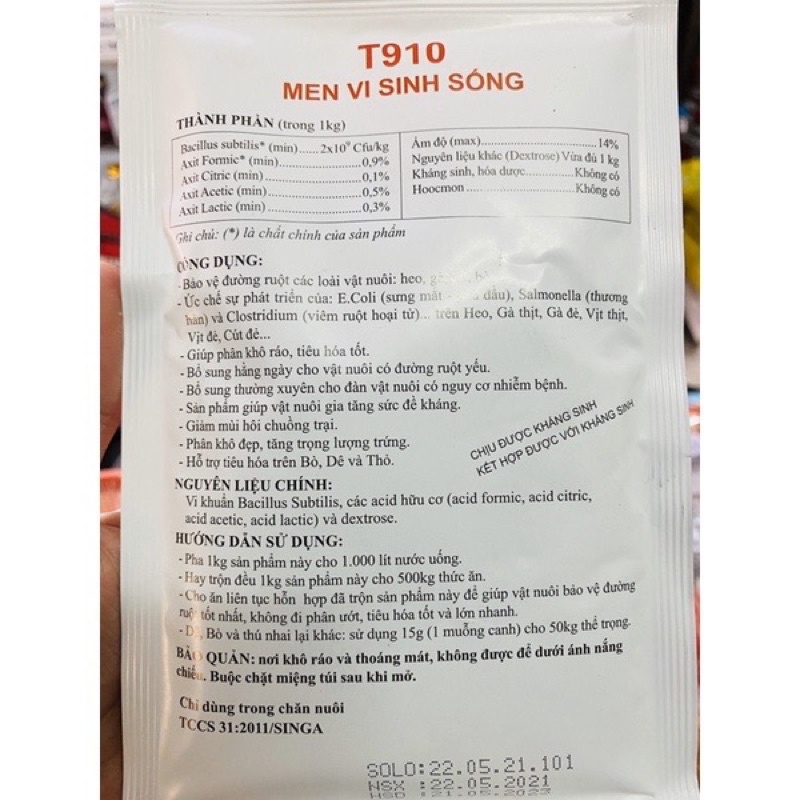 T910
MEN VI SINH SỐNG
THÀNH PHẦN (trong 1kg)
Bacillus subtilis* (min)......2x10⁹ Cfu/kg
Axit Formic* (min).....................0,9%
Axit Citric (min)........................0,1%
Axit Acetic (min).......................0,5%
Axit Lactic (min).......................0,3%
Ẩm độ (max)................................14%
Nguyên liệu khác (Dextrose) Vừa đủ 1 kg
Kháng sinh, hóa dược.............Không có
Hoocmon............................Không có
Ghi chú: (*) là chất chính của sản phẩm
CÔNG DỤNG:
- Bảo vệ đường ruột các loài vật nuôi: heo,
- Ức chế sự phát triển của: E.Coli (sưng mắt đầu), Salmonella (thương
hàn) và Clostridium (viêm ruột hoại tử)... trên Heo, Gà thịt, Gà đẻ, Vịt thịt,
Vịt đẻ, Cút đẻ...
- Giúp phân khô ráo, tiêu hóa tốt.
- Bổ sung hằng ngày cho vật nuôi có đường ruột yếu.
- Bổ sung thường xuyên cho đàn vật nuôi có nguy cơ nhiễm bệnh.
- Sản phẩm giúp vật nuôi gia tăng sức đề kháng.
- Giảm mùi hôi chuồng trại.
- Phân khô đẹp, tăng trọng lượng trứng.
- Hỗ trợ tiêu hóa trên Bò, Dê và Thỏ.
CHỊU ĐƯỢC KHÁNG SINH
KẾT HỢP ĐƯỢC VỚI KHÁNG SINH
NGUYÊN LIỆU CHÍNH:
Vi khuẩn Bacillus Subtilis, các acid hữu cơ (acid formic, acid citric,
acid acetic, acid lactic) và dextrose.
HƯỚNG DẪN SỬ DỤNG:
- Pha 1kg sản phẩm này cho 1.000 lít nước uống.
- Hay trộn đều 1kg sản phẩm này cho 500kg thức ăn.
- Cho ăn liên tục hỗn hợp đã trộn sản phẩm này để giúp vật nuôi bảo vệ đường
ruột tốt nhất, không đi phân ướt, tiêu hóa tốt và lớn nhanh.
- Dê, Bò và thú nhai lại khác: sử dụng 15g (1 muỗng canh) cho 50kg thể trọng.
BẢO QUẢN: nơi khô ráo và thoáng mát, không được để dưới ánh nắng
chiếu. Buộc chặt miệng túi sau khi mở.
Chỉ dùng trong chăn nuôi
TCCS 31:2011/SINGA
SOLO:22.05.21.101
NSX :22.05.2021
HSD :21.05.2023